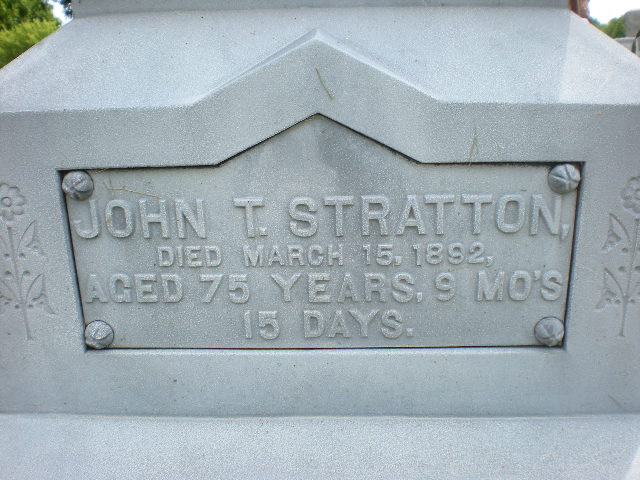 JOHN T. STRATTON,
DIED MARCH 15, 1892,
AGED 75 YEARS, 9 MO'S
15 DAYS.